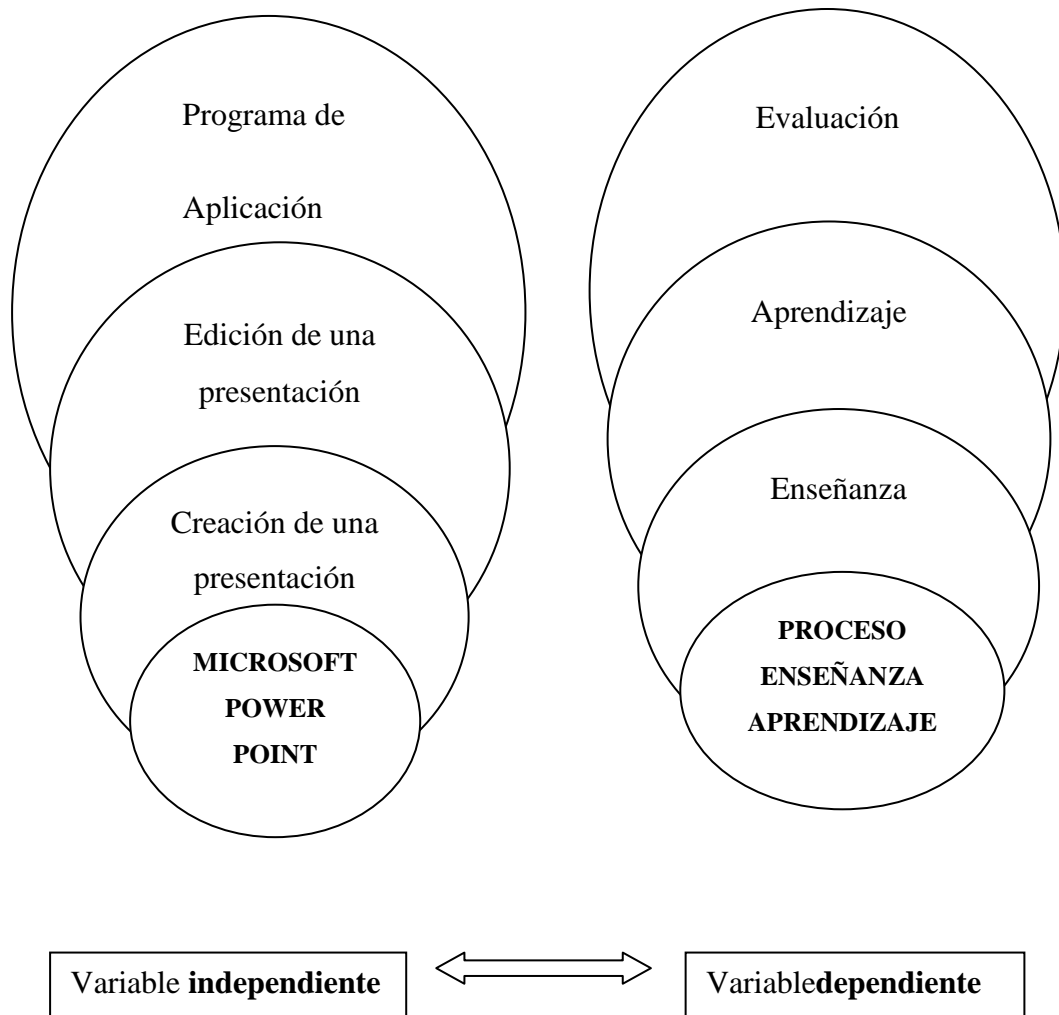 Programa de
Aplicación
Edición de una
presentación
Creación de una
presentación
MICROSOFT
POWER
POINT
Evaluación
Aprendizaje
Enseñanza
PROCESO
ENSEÑANZA
APRENDIZAJE
Variable independiente
Variabledependiente